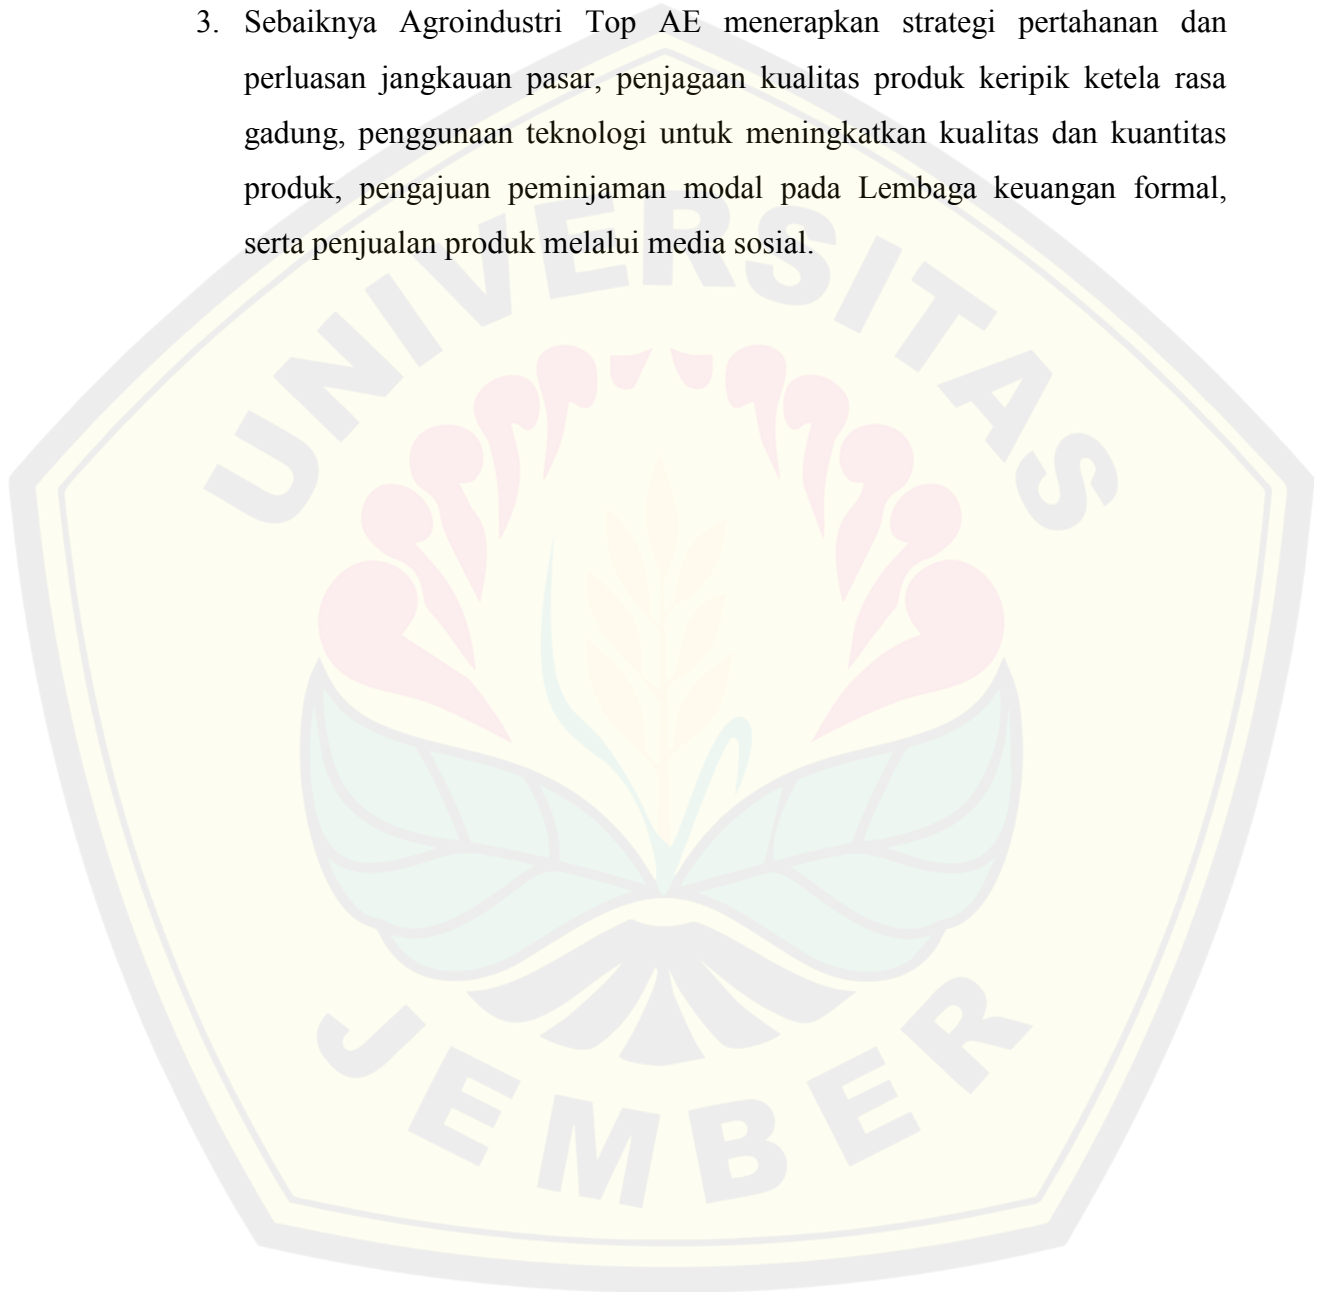 3. Sebaiknya Agroindustri Top AE menerapkan strategi pertahanan dan
perluasan jangkauan pasar, penjagaan kualitas produk keripik ketela rasa
gadung, penggunaan teknologi untuk meningkatkan kualitas dan kuantitas
produk, pengajuan peminjaman modal pada Lembaga keuangan formal,
serta penjualan produk melalui media sosial.
UNIVERSITAS
JEMBER